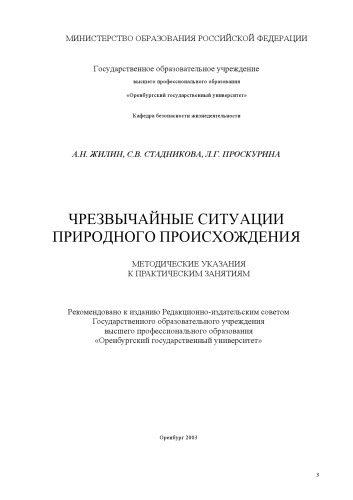 МИНИСТЕРСТВО ОБРАЗОВАНИЯ РОССИЙСКОЙ ФЕДЕРАЦИИ
Государственное образовательное учреждение
высшего профессионального образования
«Оренбургский государственный университет»
Кафедра безопасности жизнедеятельности
А.Н. ЖИЛИН, С.В. СТАДНИКОВА, Л.Г. ПРОСКУРИНА
ЧРЕЗВЫЧАЙНЫЕ СИТУАЦИИ
ПРИРОДНОГО ПРОИСХОЖДЕНИЯ
МЕТОДИЧЕСКИЕ УКАЗАНИЯ
К ПРАКТИЧЕСКИМ ЗАНЯТИЯМ
Рекомендовано к изданию Редакционно-издательским советом
Государственного образовательного учреждения
высшего профессионального образования
«Оренбургский государственный университет»
Оренбург 2003
3